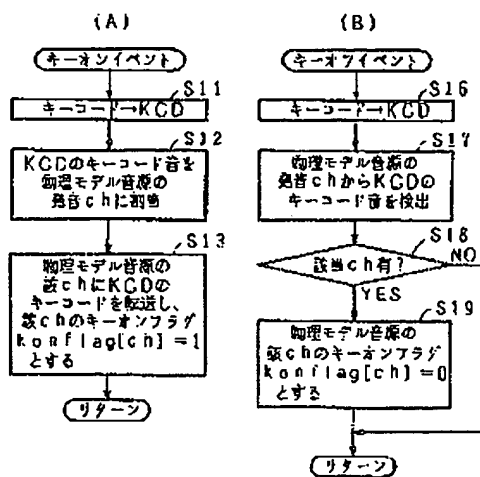 (A)
キーオンイベント
S11
キーコード→KCD
S12
KCDのキーコード音を
物理モデル音源の
発音chに割当
S13
物理モデル音源の
該chにKCDの
キーコードを転送し、
該chのキーオンフラグ
konflag[ch]=1
とする
リターン
(B)
キーオンイベント
S16
キーコード→KCD
S17
物理モデル音源の
発音chからKCDの
キーコード音を検出
S18
該当ch有?
NO
YES
S19
物理モデル音源の
該chのキーオンフラグ
konflag[ch]=0
とする
リターン